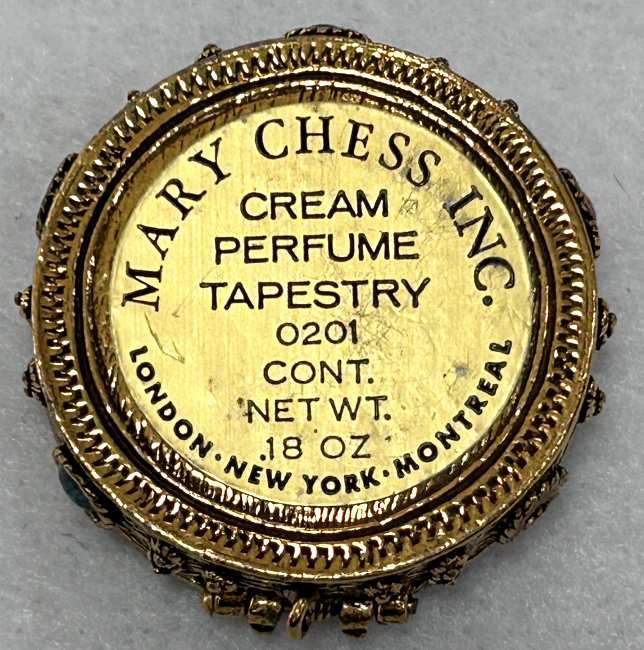 MARY CHESS INC.
CREAM
PERFUME
TAPESTRY
0201
CONT.
NET WT.
.18 OZ
LONDON · NEW YORK · MONTREAL